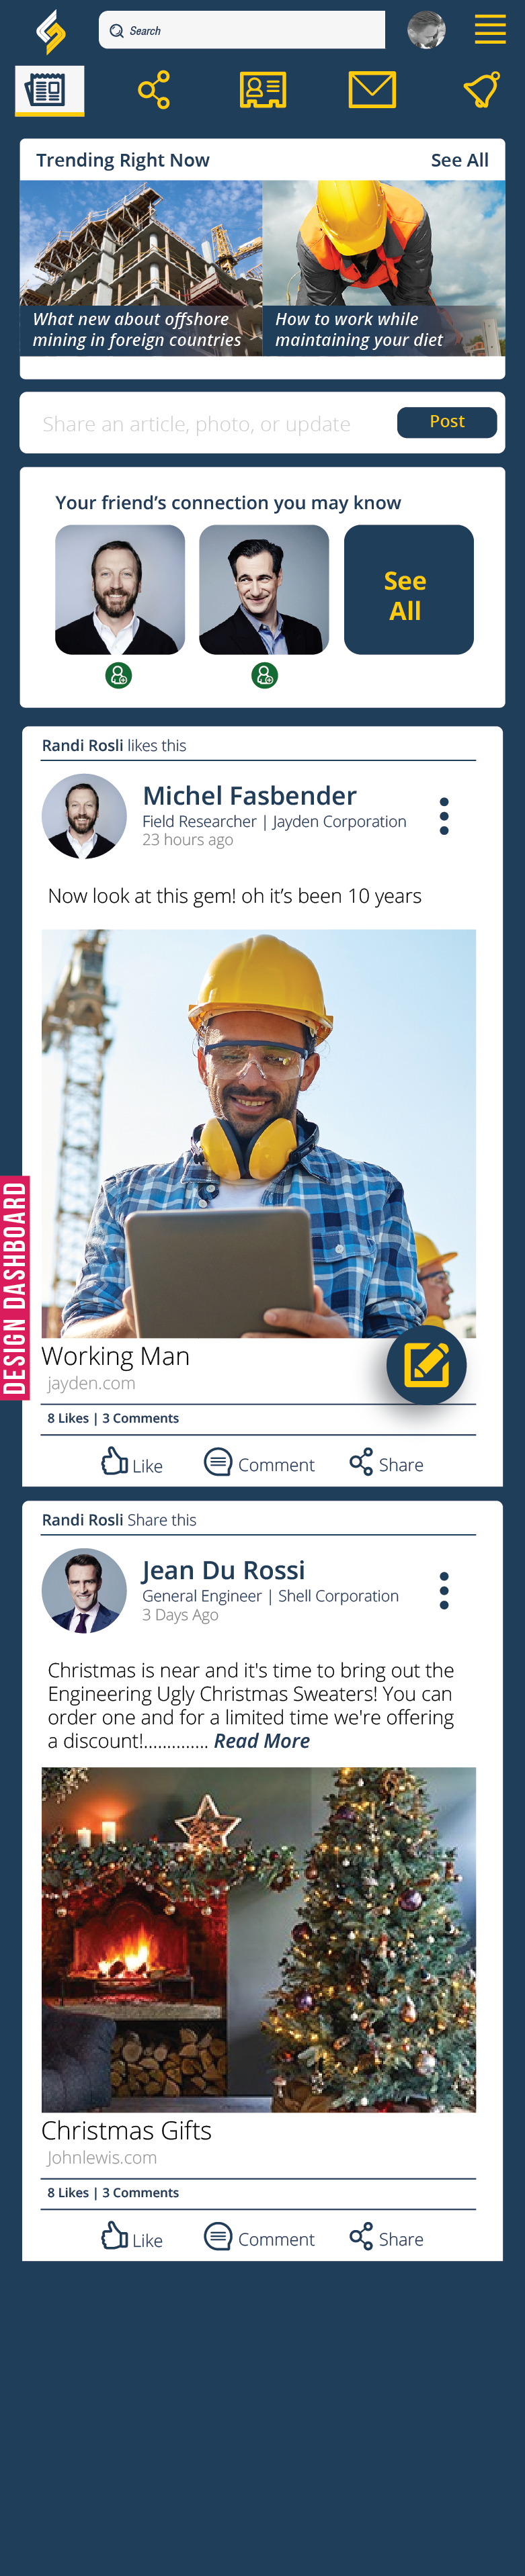 Search
Trending Right Now
See All
What new about offshore
mining in foreign countries
How to work while
maintaining your diet
Share an article, photo, or update
Post
Your friend's connection you may know
See
All
Randi Rosli likes this
Michel Fasbender
Field Researcher | Jayden Corporation
23 hours ago
Now look at this gem! oh it's been 10 years
DESIGN DASHBOARD
Working Man
jayden.com
8 Likes | 3 Comments
Like
Comment
Share
Randi Rosli Share this
Jean Du Rossi
General Engineer | Shell Corporation
3 Days Ago
Christmas is near and it's time to bring out the
Engineering Ugly Christmas Sweaters! You can
order one and for a limited time we're offering
a discount!............. Read More
Christmas Gifts
Johnlewis.com
8 Likes | 3 Comments
Like
Comment
Share